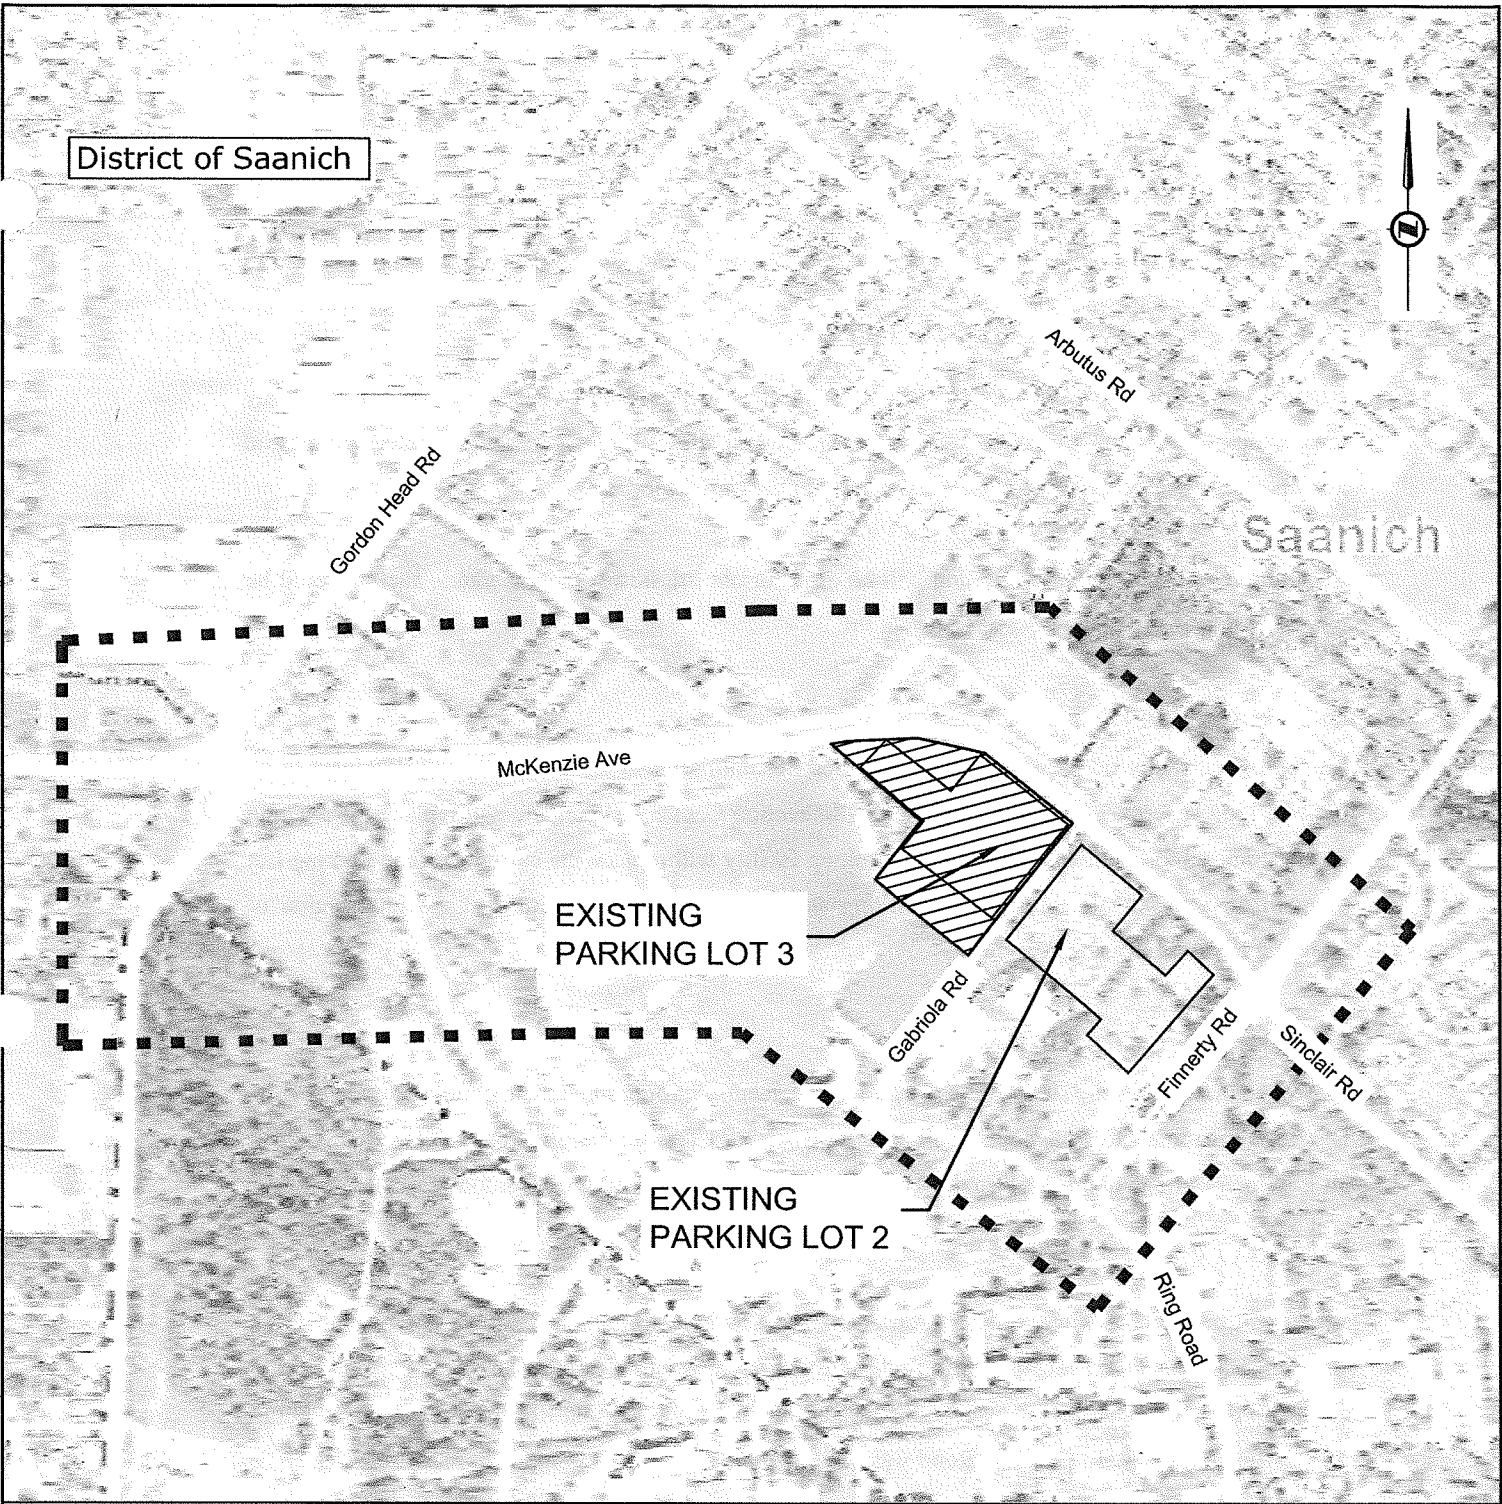 District of Saanich
N
Arbutus Rd
Gordon Head Rd
Saanich
McKenzie Ave
EXISTING
PARKING LOT 3
Gabriola Rd
Finnerty Rd
Sinclair Rd
EXISTING
PARKING LOT 2
Ring Road